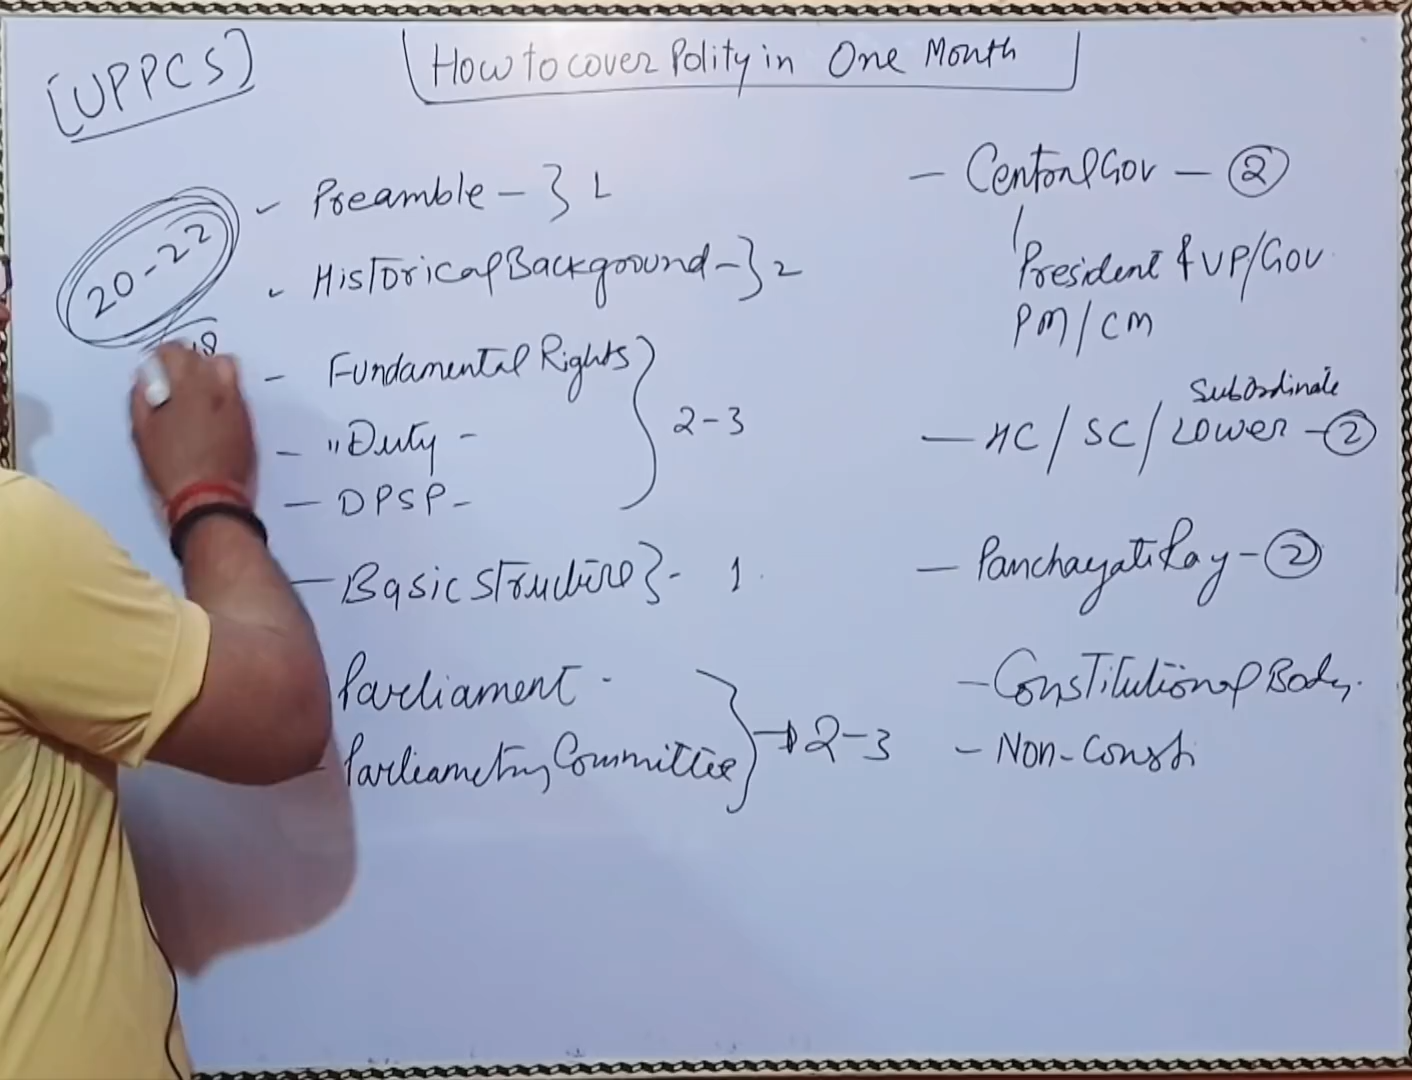 [UPPCS]
How to cover Polity in One Month
20-22
18
- Preamble - } 1
- Historical Background - } 2
- Fundamental Rights
- " Duty -
- DPSP -
} 2-3
- Basic Structure } - 1
Parliament -
- Parliamentry Committee
} → 2-3
- Central Gov - ②
President & VP/Gov
PM/CM
- HC/SC/Lower - ②
Subordinate
- Panchayati Raj - ②
- Constitutional Body.
- Non-Consti